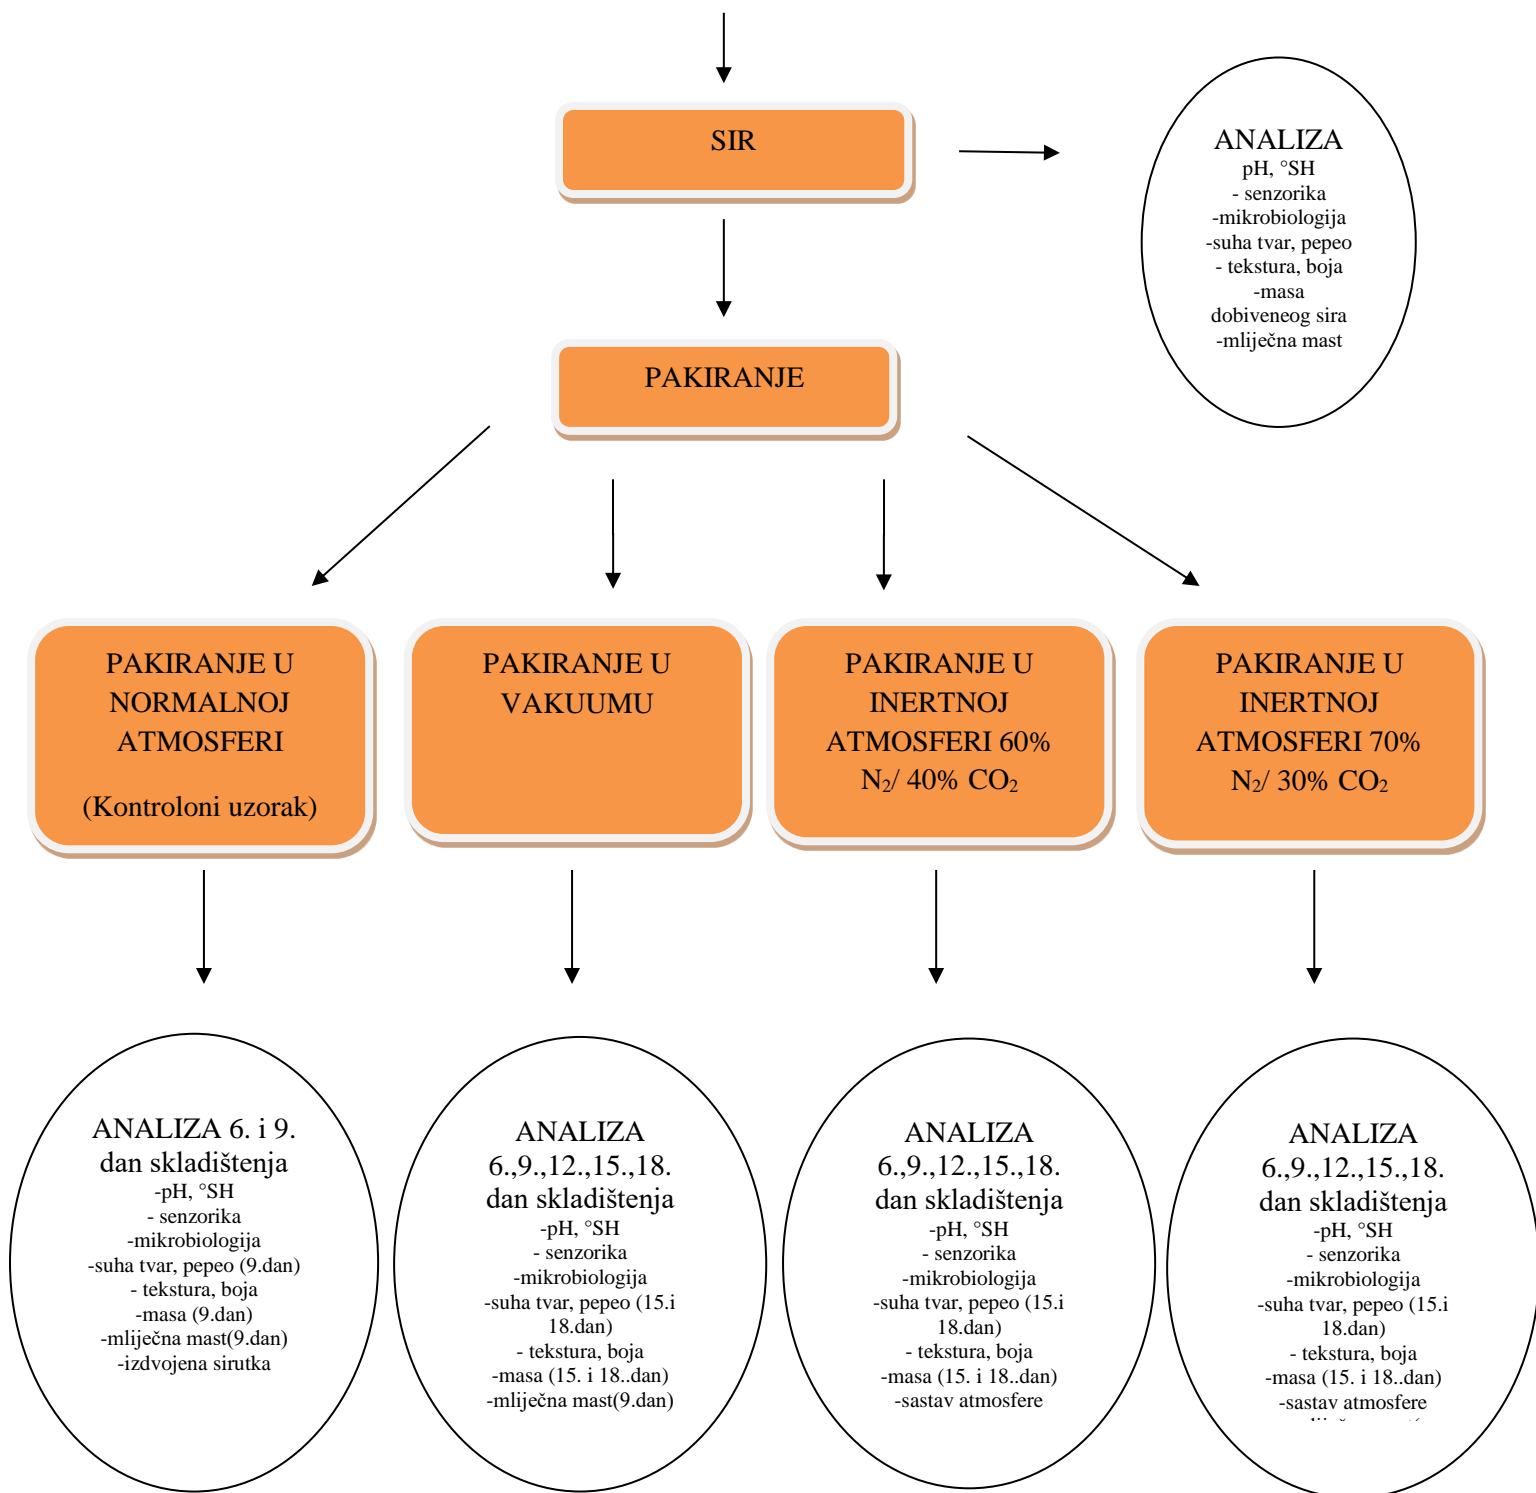 SIR
ANALIZA
pH, °SH
- senzorika
-mikrobiologija
-suha tvar, pepeo
- tekstura, boja
-masa
dobiveneog sira
-mliječna mast
PAKIRANJE
PAKIRANJE U
NORMALNOJ
ATMOSFERI
(Kontroloni uzorak)
PAKIRANJE U
VAKUUMU
PAKIRANJE U
INERTNOJ
ATMOSFERI 60%
N₂/ 40% CO₂
PAKIRANJE U
INERTNOJ
ATMOSFERI 70%
N₂/ 30% CO₂
ANALIZA 6. i 9.
dan skladištenja
-pH, °SH
- senzorika
-mikrobiologija
-suha tvar, pepeo (9.dan)
- tekstura, boja
-masa (9.dan)
-mliječna mast(9.dan)
-izdvojena sirutka
ANALIZA
6.,9.,12.,15.,18.
dan skladištenja
-pH, °SH
- senzorika
-mikrobiologija
-suha tvar, pepeo (15.i
18.dan)
- tekstura, boja
-masa (15. i 18..dan)
-mliječna mast(9.dan)
ANALIZA
6.,9.,12.,15.,18.
dan skladištenja
-pH, °SH
- senzorika
-mikrobiologija
-suha tvar, pepeo (15.i
18.dan)
- tekstura, boja
-masa (15. i 18..dan)
-sastav atmosfere
ANALIZA
6.,9.,12.,15.,18.
dan skladištenja
-pH, °SH
- senzorika
-mikrobiologija
-suha tvar, pepeo (15.i
18.dan)
- tekstura, boja
-masa (15. i 18..dan)
-sastav atmosfere